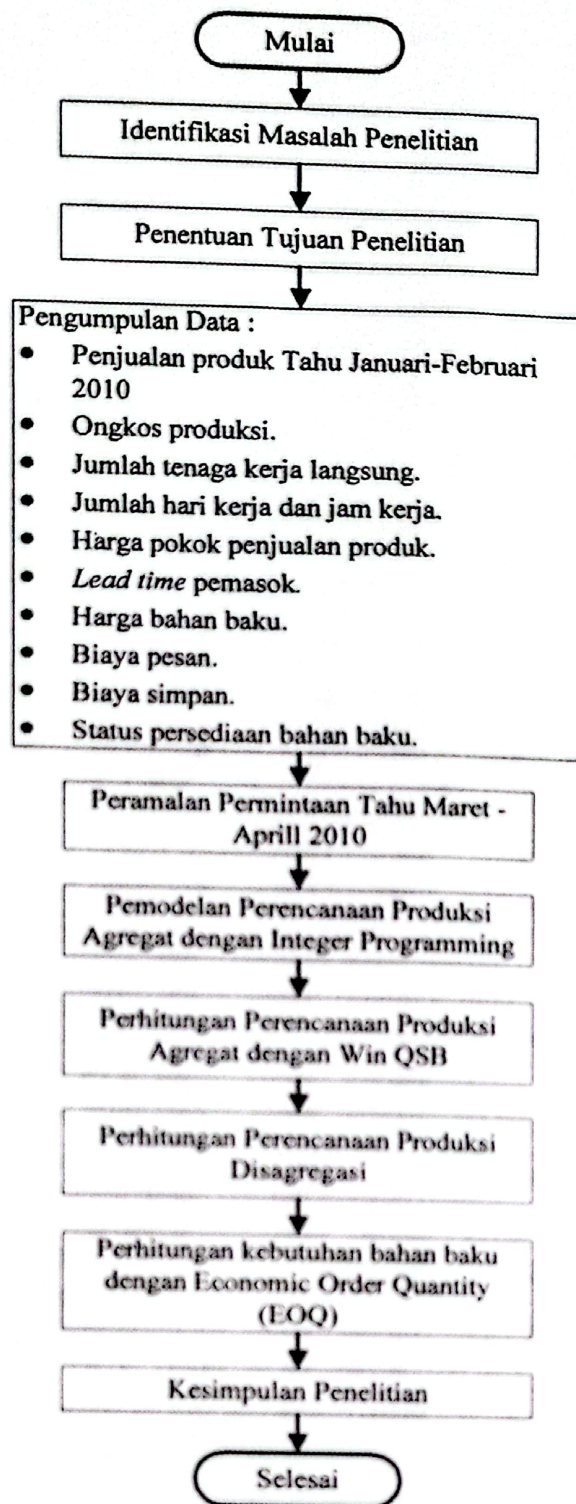 Mulai
Identifikasi Masalah Penelitian
Penentuan Tujuan Penelitian
Pengumpulan Data :
• Penjualan produk Tahu Januari-Februari
2010
• Ongkos produksi.
• Jumlah tenaga kerja langsung.
• Jumlah hari kerja dan jam kerja.
• Harga pokok penjualan produk.
• Lead time pemasok.
• Harga bahan baku.
• Biaya pesan.
• Biaya simpan.
• Status persediaan bahan baku.
Peramalan Permintaan Tahu Maret -
Aprill 2010
Pemodelan Perencanaan Produksi
Agregat dengan Integer Programming
Perhitungan Perencanaan Produksi
Agregat dengan Win QSB
Perhitungan Perencanaan Produksi
Disagregasi
Perhitungan kebutuhan bahan baku
dengan Economic Order Quantity
(EOQ)
Kesimpulan Penelitian
Selesai